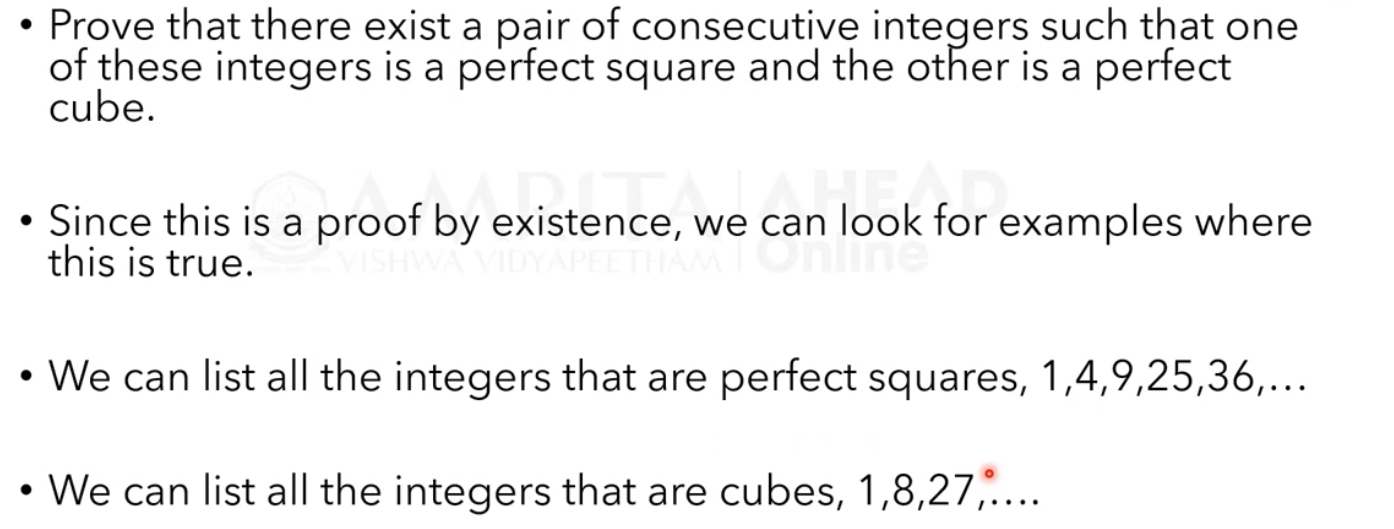 • Prove that there exist a pair of consecutive integers such that one
of these integers is a perfect square and the other is a perfect
cube.
AMRITA AHEAD
• Since this is a proof by existence, we can look for examples where
this is true.
VISHWA VIDYAPEETHAM Online
• We can list all the integers that are perfect squares, 1,4,9,25,36,...
• We can list all the integers that are cubes, 1,8,27,....